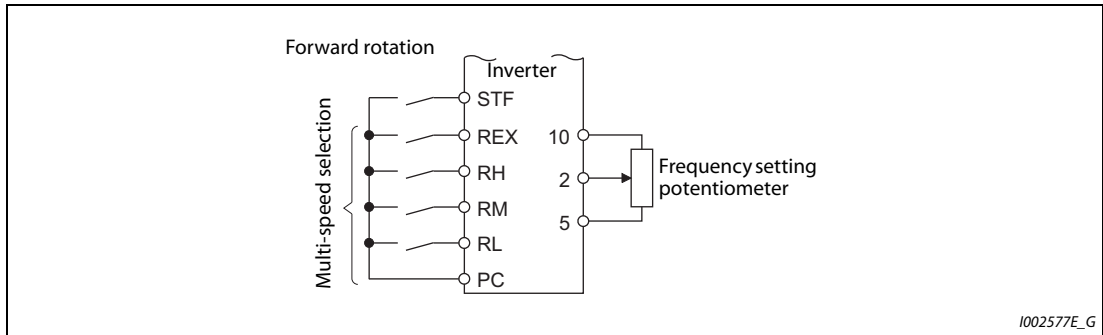 Forward rotation
Inverter
Multi-speed selection
STF
REX
RH
RM
RL
PC
10
2
5
Frequency setting
potentiometer
I002577E_G